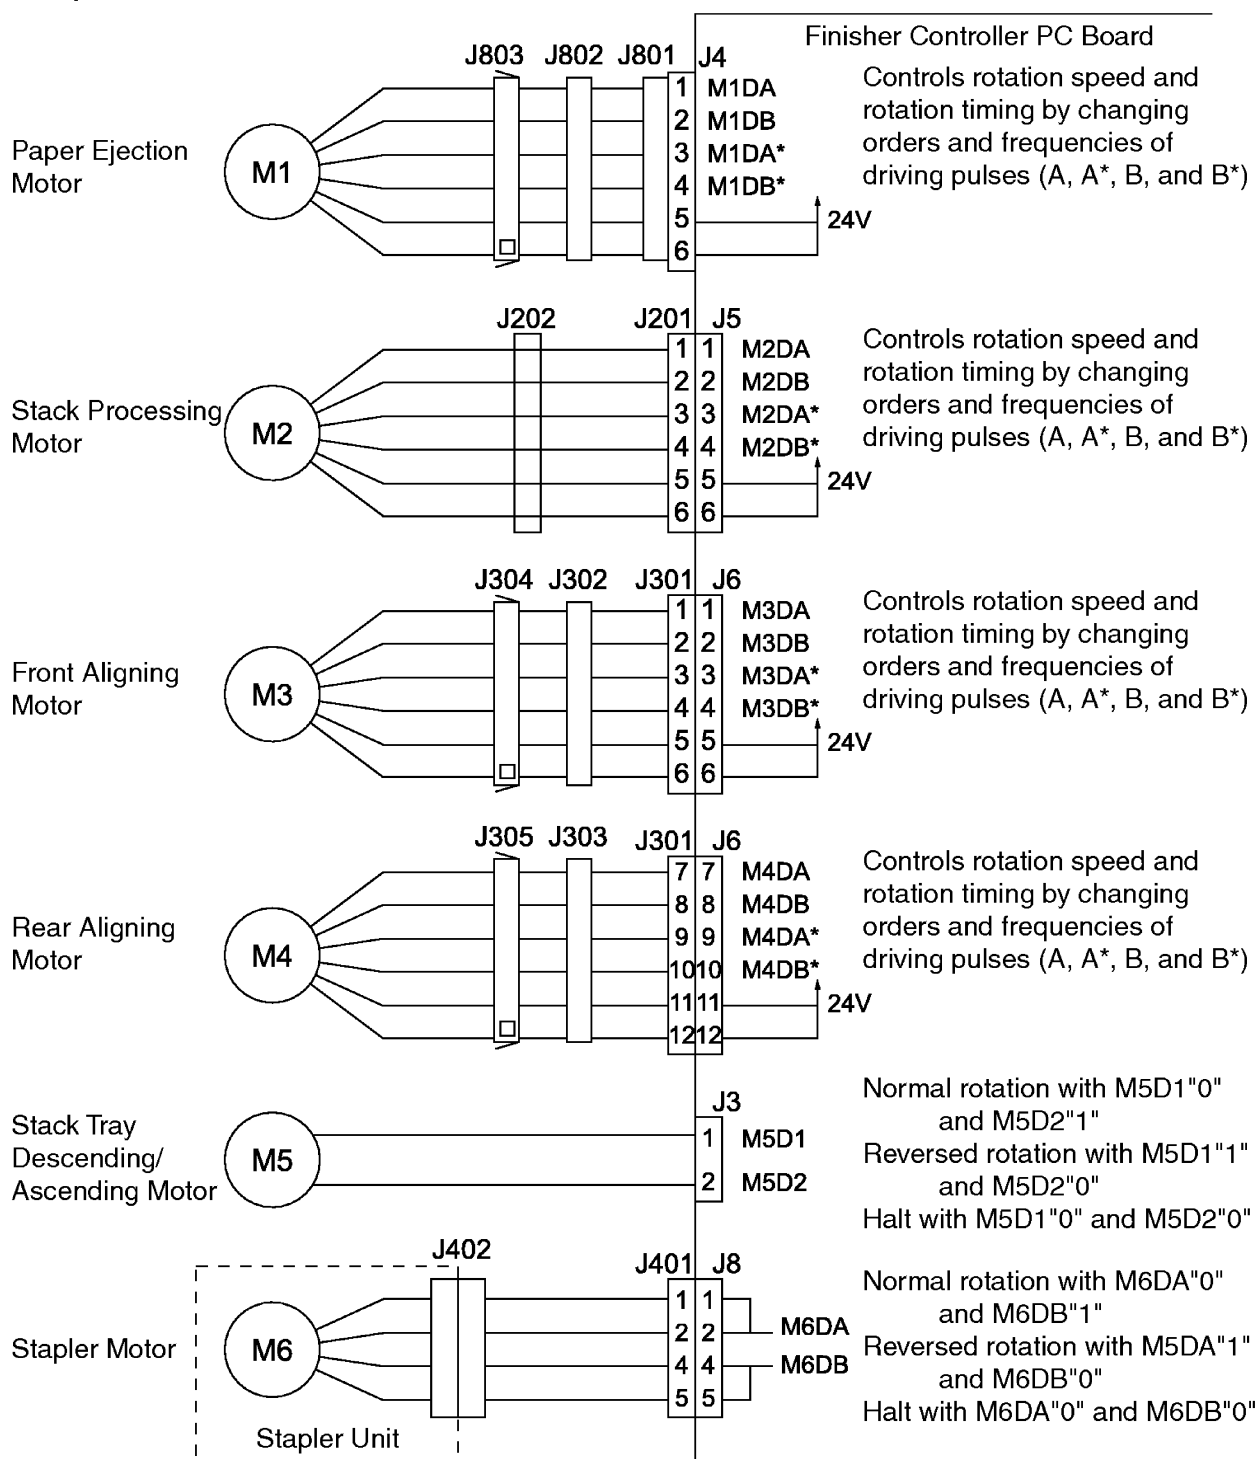 Finisher Controller PC Board
J803 J802 J801 J4
Paper Ejection
Motor
M1
1 M1DA
2 M1DB
3 M1DA*
4 M1DB*
5
6
24V
Controls rotation speed and
rotation timing by changing
orders and frequencies of
driving pulses (A, A*, B, and B*)
J202 J201 J5
Stack Processing
Motor
M2
1 1 M2DA
2 2 M2DB
3 3 M2DA*
4 4 M2DB*
5 5
6 6
24V
Controls rotation speed and
rotation timing by changing
orders and frequencies of
driving pulses (A, A*, B, and B*)
J304 J302 J301 J6
Front Aligning
Motor
M3
1 1 M3DA
2 2 M3DB
3 3 M3DA*
4 4 M3DB*
5 5
6 6
24V
Controls rotation speed and
rotation timing by changing
orders and frequencies of
driving pulses (A, A*, B, and B*)
J305 J303 J301 J6
Rear Aligning
Motor
M4
7 7 M4DA
8 8 M4DB
9 9 M4DA*
10 10 M4DB*
11 11
12 12
24V
Controls rotation speed and
rotation timing by changing
orders and frequencies of
driving pulses (A, A*, B, and B*)
J3
Stack Tray
Descending/
Ascending Motor
M5
1 M5D1
2 M5D2
Normal rotation with M5D1"0"
and M5D2"1"
Reversed rotation with M5D1"1"
and M5D2"0"
Halt with M5D1"0" and M5D2"0"
J402 J401 J8
Stapler Motor
M6
1 1
2 2 M6DA
4 4 M6DB
5 5
Stapler Unit
Normal rotation with M6DA"0"
and M6DB"1"
Reversed rotation with M5DA"1"
and M6DB"0"
Halt with M6DA"0" and M6DB"0"